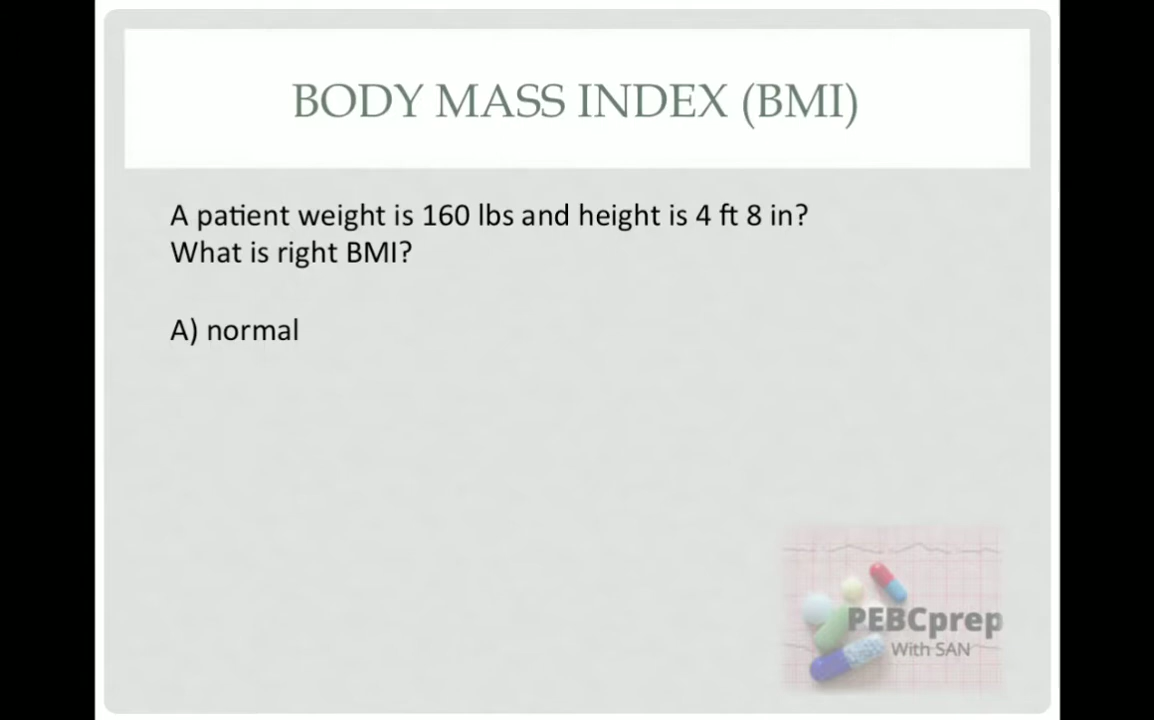 BODY MASS INDEX (BMI)
A patient weight is 160 lbs and height is 4 ft 8 in?
What is right BMI?
A) normal
PEBCprep
With SAN